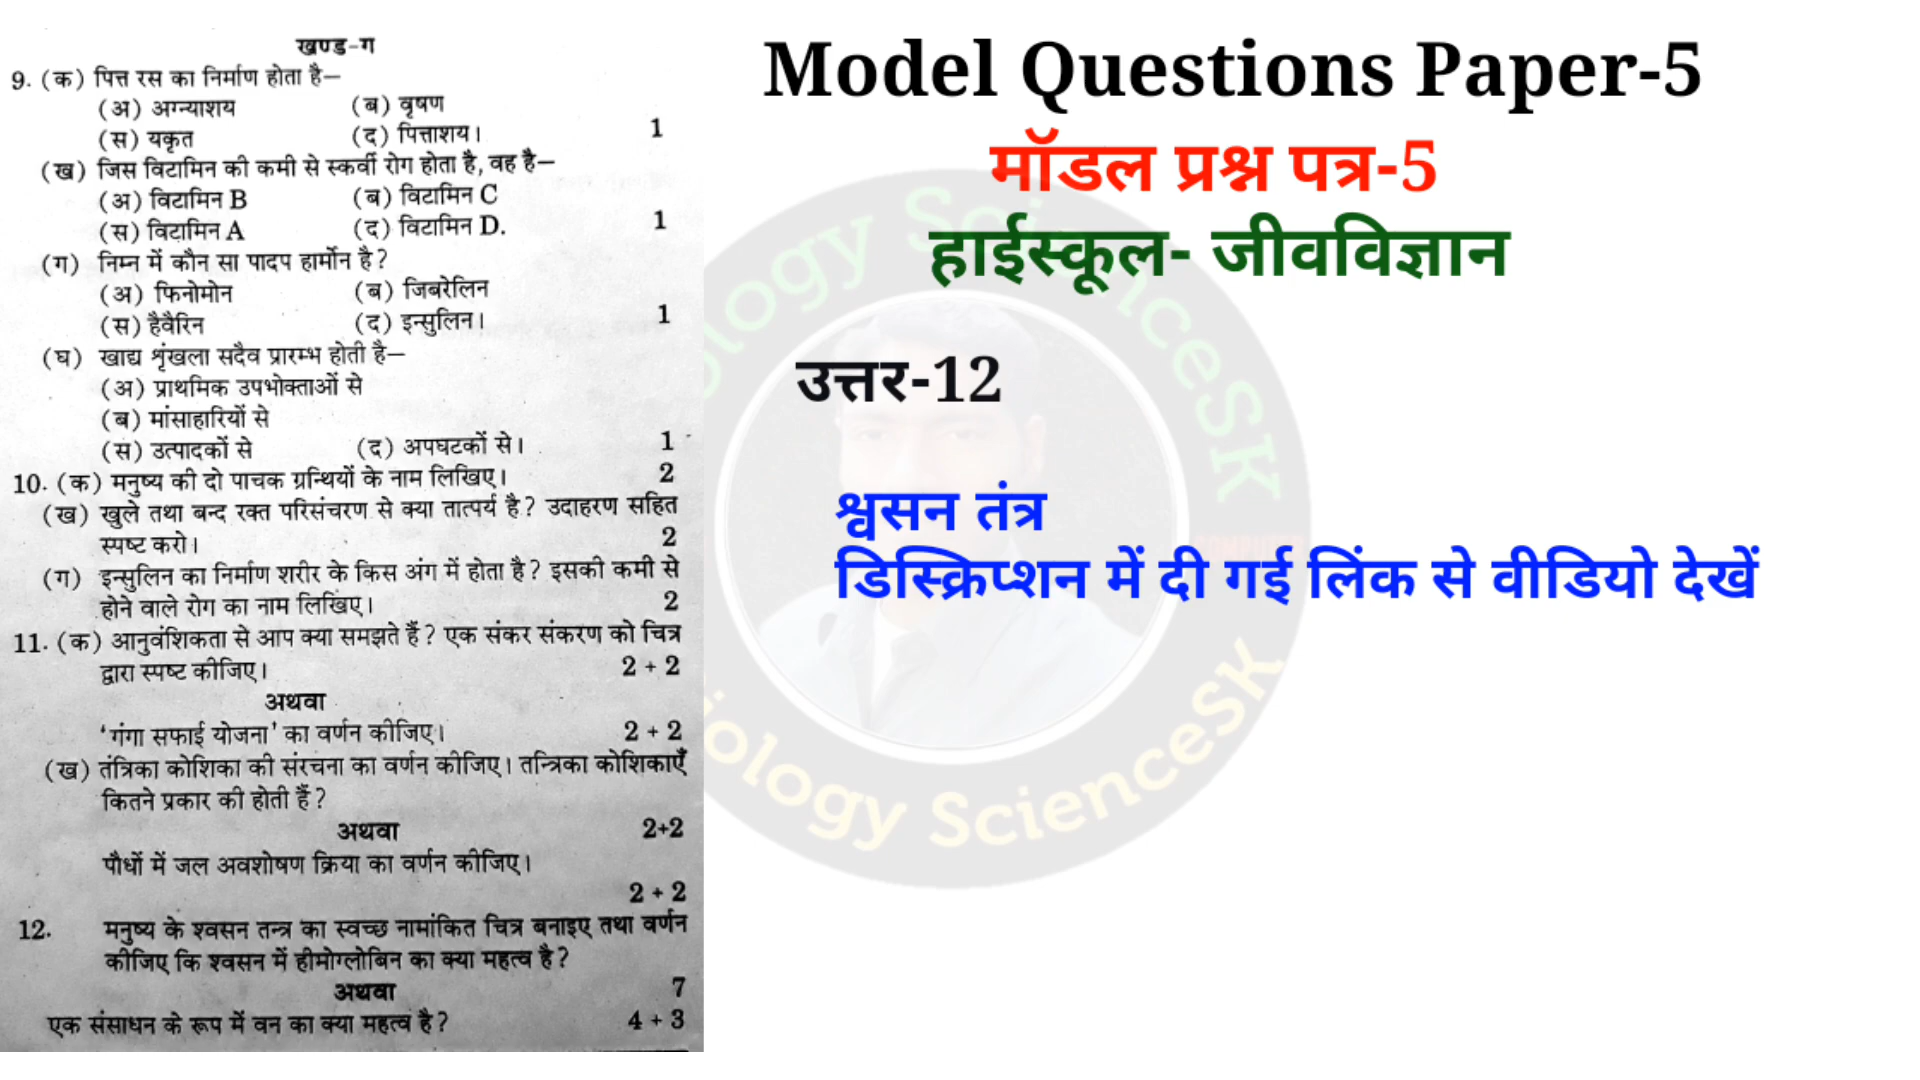 खण्ड-ग
9. (क) पित्त रस का निर्माण होता है—
(अ) अग्न्याशय (ब) वृषण
(स) यकृत (द) पित्ताशय। 1
(ख) जिस विटामिन की कमी से स्कर्वी रोग होता है, वह है—
(अ) विटामिन B (ब) विटामिन C
(स) विटामिन A (द) विटामिन D. 1
(ग) निम्न में कौन सा पादप हार्मोन है?
(अ) फिनोमोन (ब) जिबरेलिन
(स) हैवैरिन (द) इन्सुलिन। 1
(घ) खाद्य शृंखला सदैव प्रारम्भ होती है—
(अ) प्राथमिक उपभोक्ताओं से
(ब) मांसाहारियों से
(स) उत्पादकों से (द) अपघटकों से। 1
10. (क) मनुष्य की दो पाचक ग्रन्थियों के नाम लिखिए। 2
(ख) खुले तथा बन्द रक्त परिसंचरण से क्या तात्पर्य है? उदाहरण सहित
स्पष्ट करो। 2
(ग) इन्सुलिन का निर्माण शरीर के किस अंग में होता है? इसकी कमी से
होने वाले रोग का नाम लिखिए। 2
11. (क) आनुवंशिकता से आप क्या समझते हैं? एक संकर संकरण को चित्र
द्वारा स्पष्ट कीजिए। 2 + 2
अथवा
'गंगा सफाई योजना' का वर्णन कीजिए। 2 + 2
(ख) तंत्रिका कोशिका की संरचना का वर्णन कीजिए। तन्त्रिका कोशिकाएँ
कितने प्रकार की होती हैं?
अथवा 2+2
पौधों में जल अवशोषण क्रिया का वर्णन कीजिए।
2 + 2
12. मनुष्य के श्वसन तन्त्र का स्वच्छ नामांकित चित्र बनाइए तथा वर्णन
कीजिए कि श्वसन में हीमोग्लोबिन का क्या महत्व है?
अथवा 7
एक संसाधन के रूप में वन का क्या महत्व है? 4 + 3
Model Questions Paper-5
मॉडल प्रश्न पत्र-5
हाईस्कूल- जीवविज्ञान
उत्तर-12
श्वसन तंत्र
डिस्क्रिप्शन में दी गई लिंक से वीडियो देखें
Biology ScienceSK
Biology ScienceSK